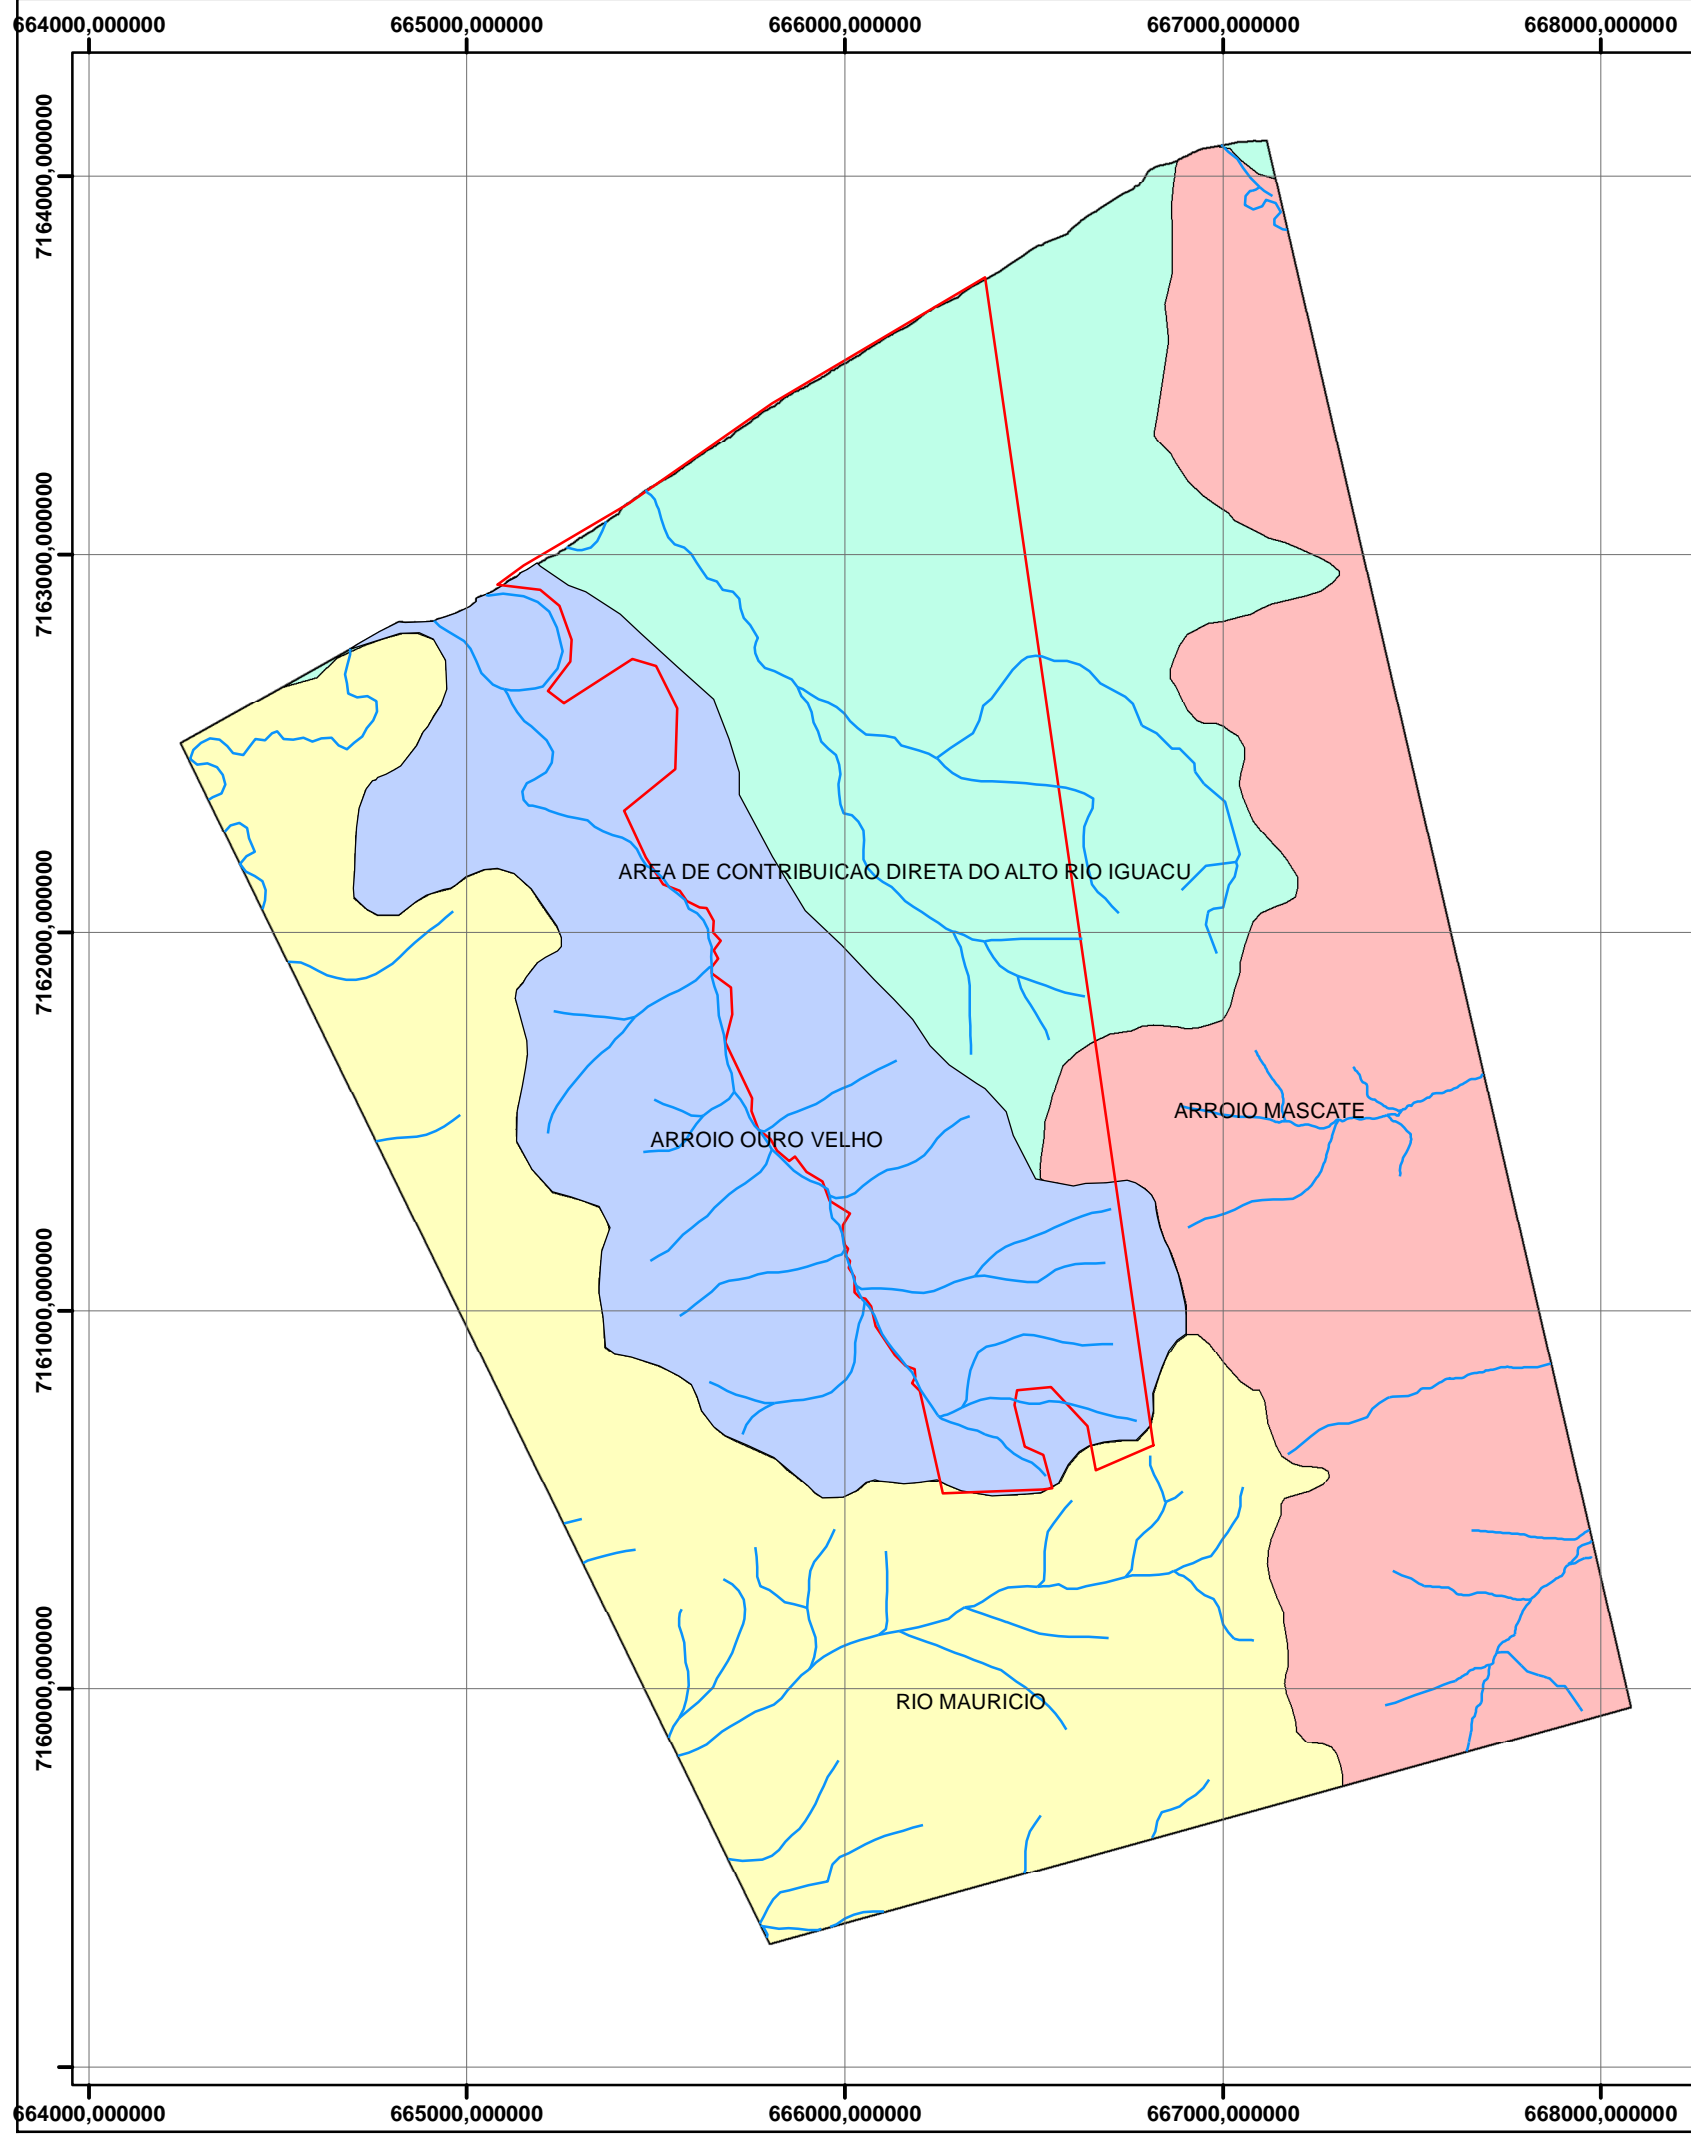 664000,000000 665000,000000 666000,000000 667000,000000 668000,000000
7164000,000000
7163000,000000
7162000,000000
7161000,000000
7160000,000000
AREA DE CONTRIBUICAO DIRETA DO ALTO RIO IGUACU
ARROIO MASCATE
ARROIO OURO VELHO
RIO MAURICIO
664000,000000 665000,000000 666000,000000 667000,000000 668000,000000